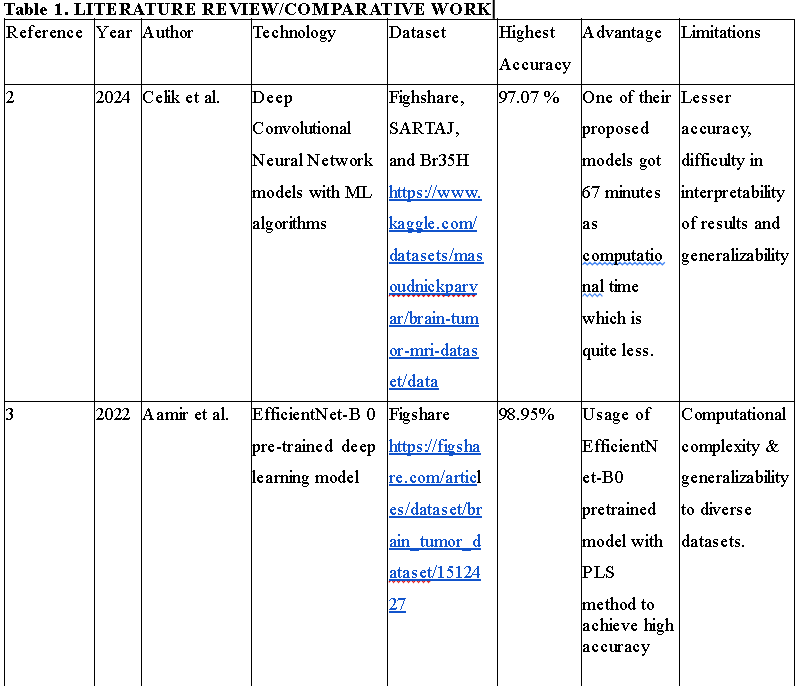 Table 1. LITERATURE REVIEW/COMPARATIVE WORK
Reference
Year
Author
Technology
Dataset
Highest
Accuracy
Advantage
Limitations
2
2024
Celik et al.
Deep
Convolutional
Neural Network
models with ML
algorithms
Fighshare,
SARTAJ,
and Br35H
https://www.
kaggle.com/
datasets/mas
oudnickparv
ar/brain-tum
or-mri-datas
et/data
97.07 %
One of their
proposed
models got
67 minutes
as
computatio
nal time
which is
quite less.
Lesser
accuracy,
difficulty in
interpretability
of results and
generalizability
3
2022
Aamir et al.
EfficientNet-B 0
pre-trained deep
learning model
Figshare
https://figsha
re.com/articl
es/dataset/br
ain_tumor_d
ataset/15124
27
98.95%
Usage of
EfficientN
et-B0
pretrained
model with
PLS
method to
achieve high
accuracy
Computational
complexity &
generalizability
to diverse
datasets.